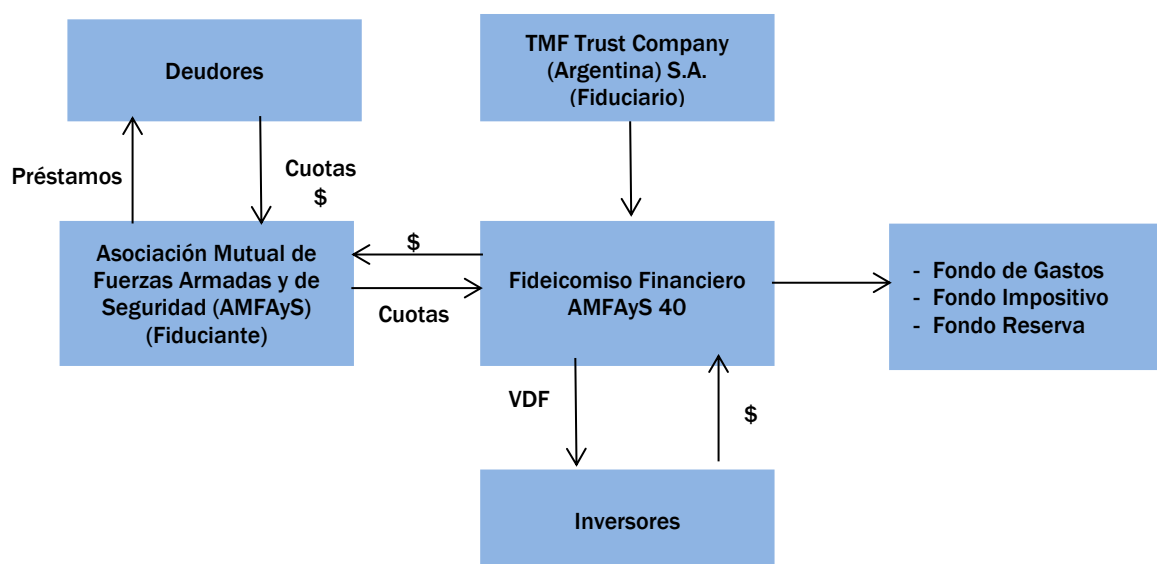 Deudores
TMF Trust Company
(Argentina) S.A.
(Fiduciario)
Préstamos
Cuotas
$
Asociación Mutual de
Fuerzas Armadas y de
Seguridad (AMFAyS)
(Fiduciante)
$
Cuotas
Fideicomiso Financiero
AMFAyS 40
- Fondo de Gastos
- Fondo Impositivo
- Fondo Reserva
VDF
$
Inversores